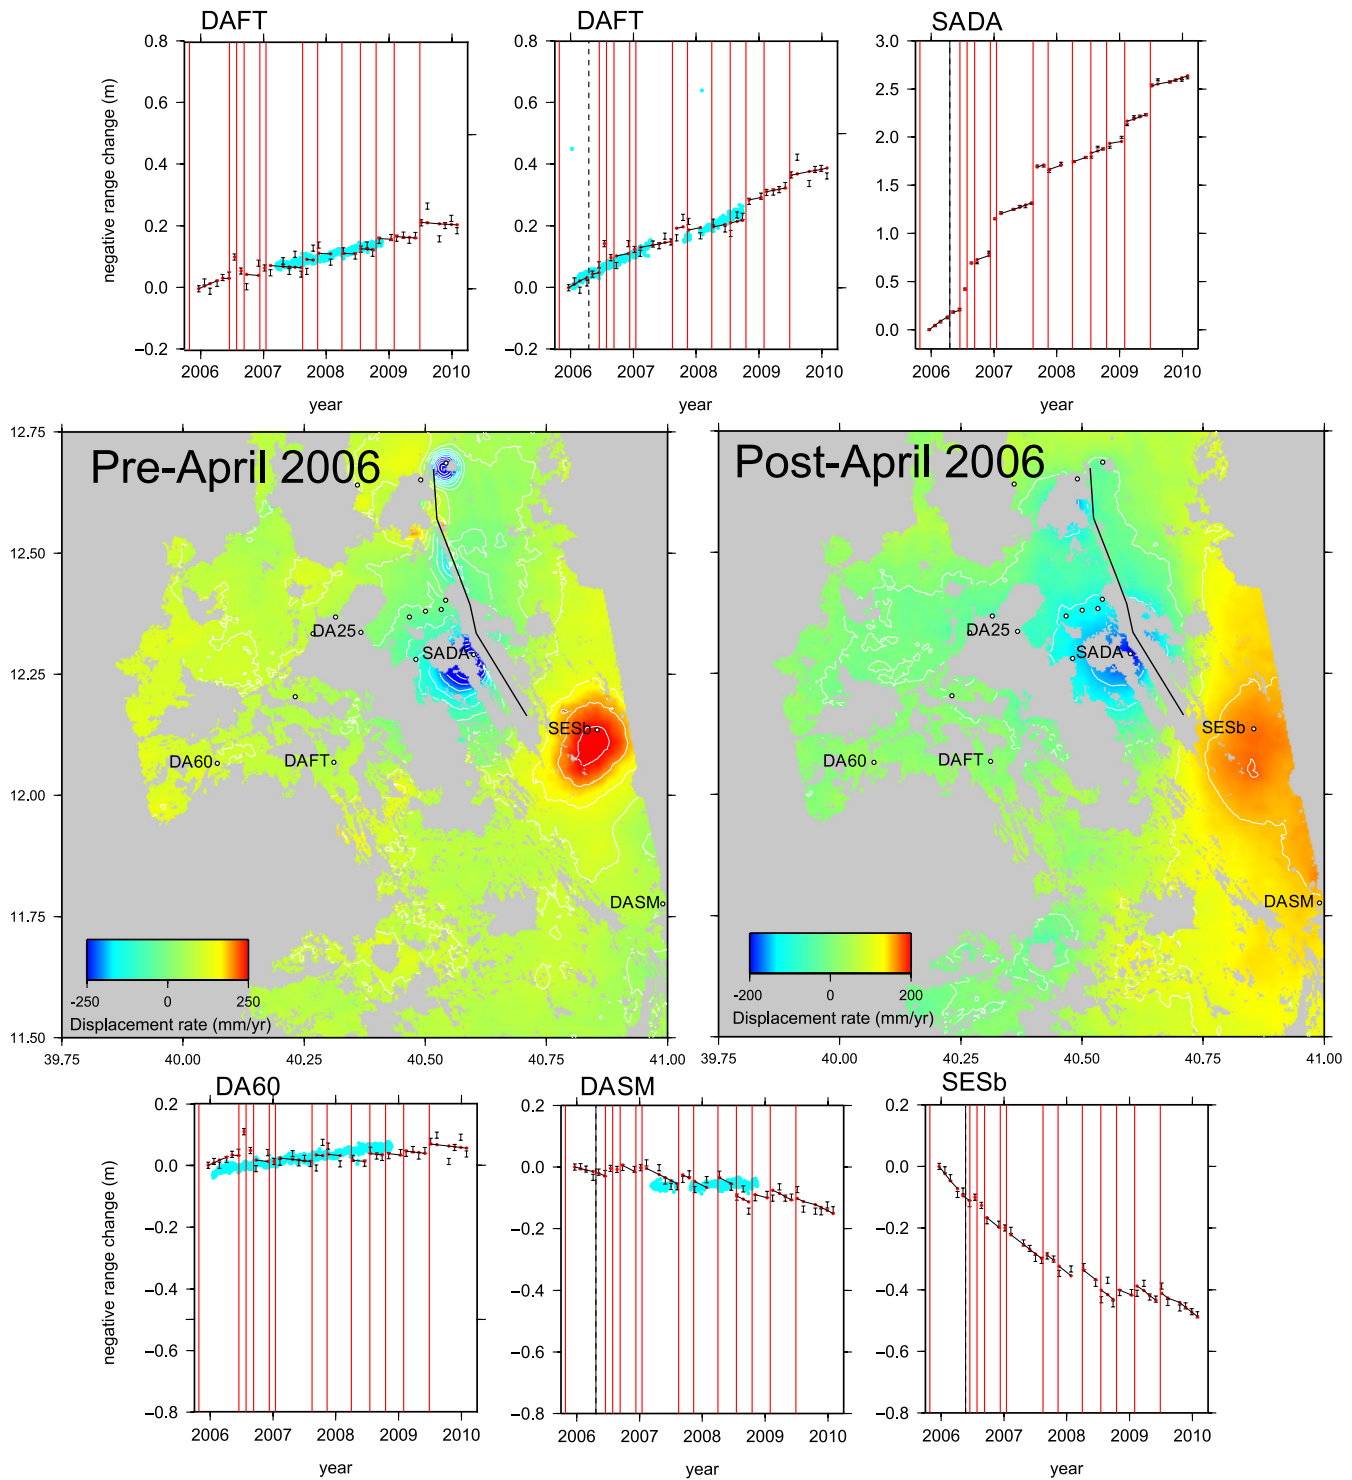 DAFT
DAFT
SADA
negative range change (m)
0.8
0.6
0.4
0.2
0.0
−0.2
2006 2007 2008 2009 2010
year
0.8
0.6
0.4
0.2
0.0
−0.2
2006 2007 2008 2009 2010
year
3.0
2.5
2.0
1.5
1.0
0.5
0.0
2006 2007 2008 2009 2010
year
Pre-April 2006
12.75
12.50
12.25
12.00
11.75
11.50
DA25
SADA
SESb
DA60
DAFT
DASM
-250 0 250
Displacement rate (mm/yr)
39.75 40.00 40.25 40.50 40.75 41.00
Post-April 2006
DA25
SADA
SESb
DA60
DAFT
DASM
-200 0 200
Displacement rate (mm/yr)
39.75 40.00 40.25 40.50 40.75 41.00
DA60
DASM
SESb
negative range change (m)
0.2
0.0
−0.2
−0.4
−0.6
−0.8
2006 2007 2008 2009 2010
year
0.2
0.0
−0.2
−0.4
−0.6
−0.8
2006 2007 2008 2009 2010
year
0.2
0.0
−0.2
−0.4
−0.6
−0.8
2006 2007 2008 2009 2010
year